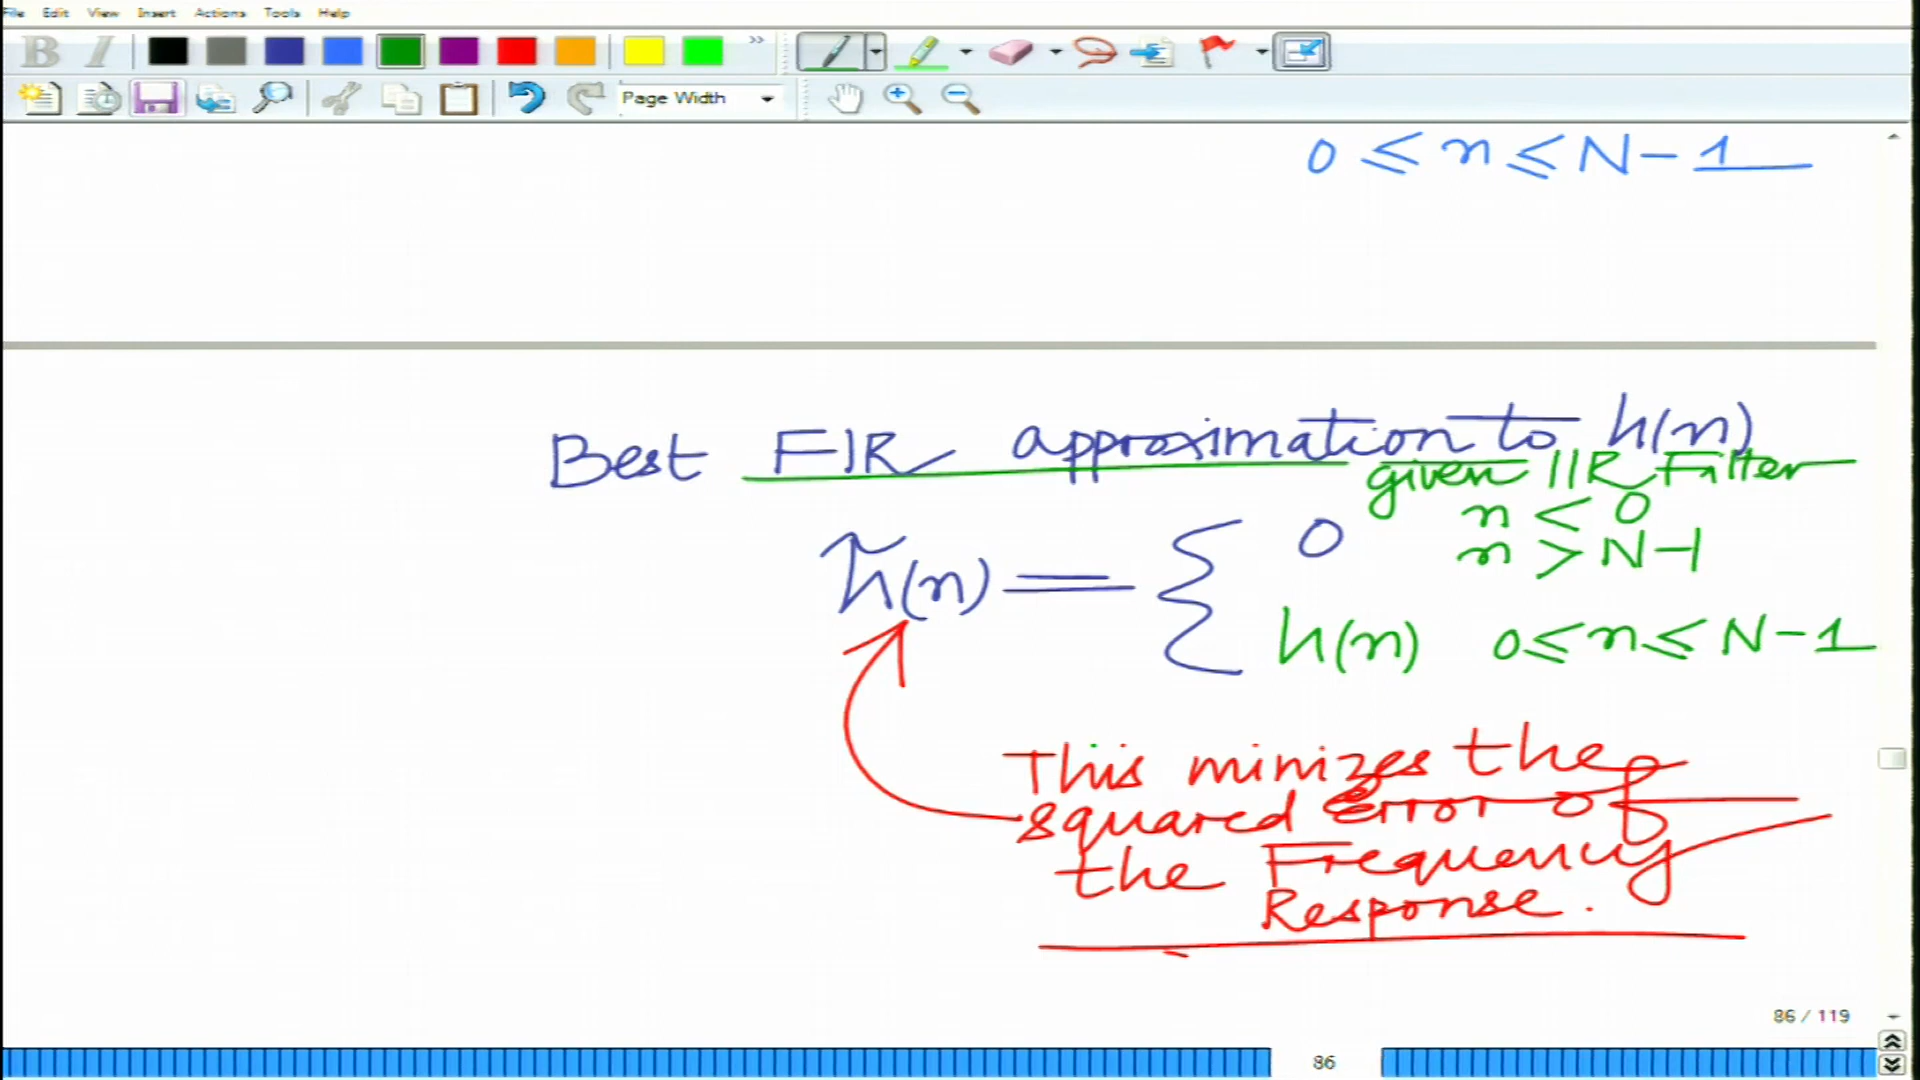 File Edit View Insert Actions Tools Help
B I
Page Width
0 ≤ n ≤ N-1
Best FIR approximation to h(n)
given IIR Filter
h̃(n) = { 0 n < 0
n > N-1
h(n) 0 ≤ n ≤ N-1
This minizes the
squared error of
the Frequency
Response.
86 / 119
86